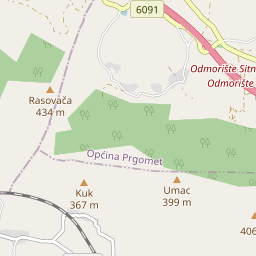 6091
Odmorište Sitn
Odmorište
Rasovača
434 m
Općina Prgomet
Kuk
367 m
Umac
399 m
406